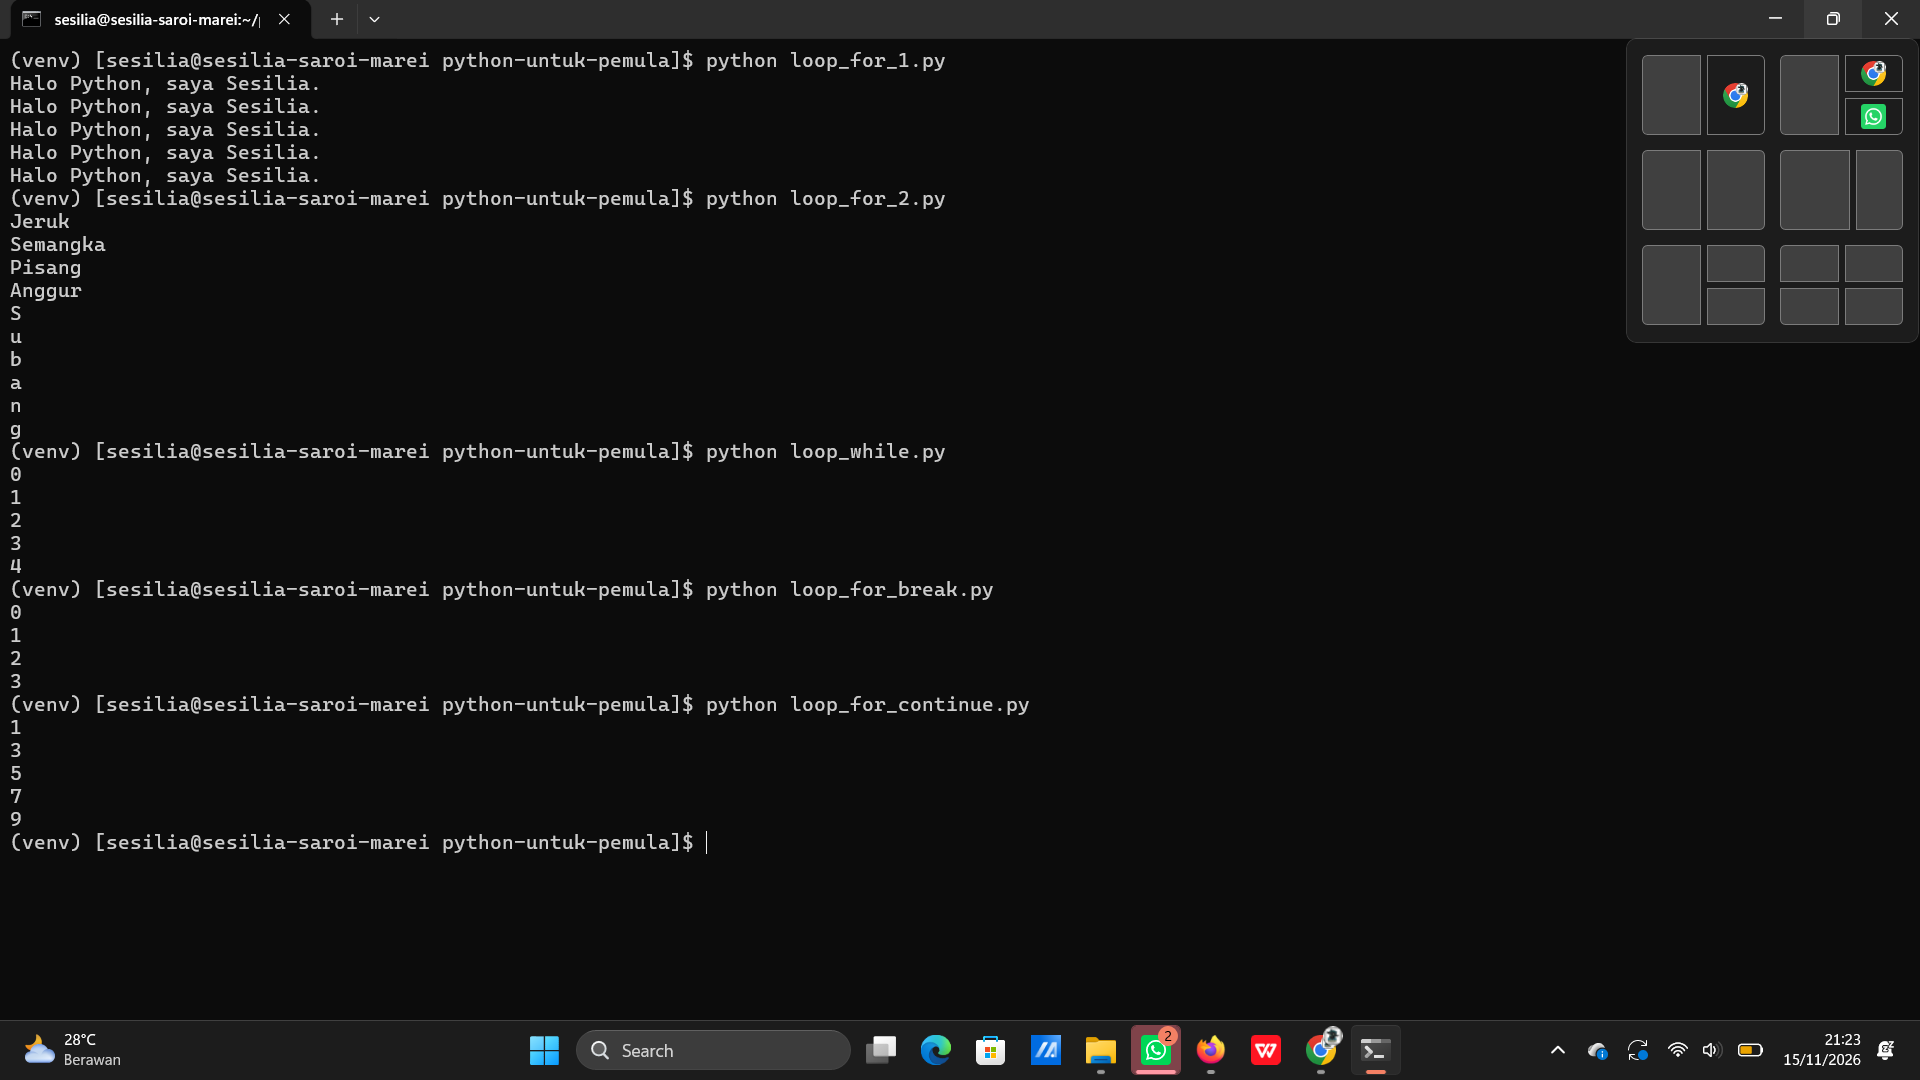 sesilia@sesilia-saroi-marei:~/
(venv) [sesilia@sesilia-saroi-marei python-untuk-pemula]$ python loop_for_1.py
Halo Python, saya Sesilia.
Halo Python, saya Sesilia.
Halo Python, saya Sesilia.
Halo Python, saya Sesilia.
Halo Python, saya Sesilia.
(venv) [sesilia@sesilia-saroi-marei python-untuk-pemula]$ python loop_for_2.py
Jeruk
Semangka
Pisang
Anggur
S
u
b
a
n
g
(venv) [sesilia@sesilia-saroi-marei python-untuk-pemula]$ python loop_while.py
0
1
2
3
4
(venv) [sesilia@sesilia-saroi-marei python-untuk-pemula]$ python loop_for_break.py
0
1
2
3
(venv) [sesilia@sesilia-saroi-marei python-untuk-pemula]$ python loop_for_continue.py
1
3
5
7
9
(venv) [sesilia@sesilia-saroi-marei python-untuk-pemula]$
28°C
Berawan
Search
2
21:23
15/11/2026